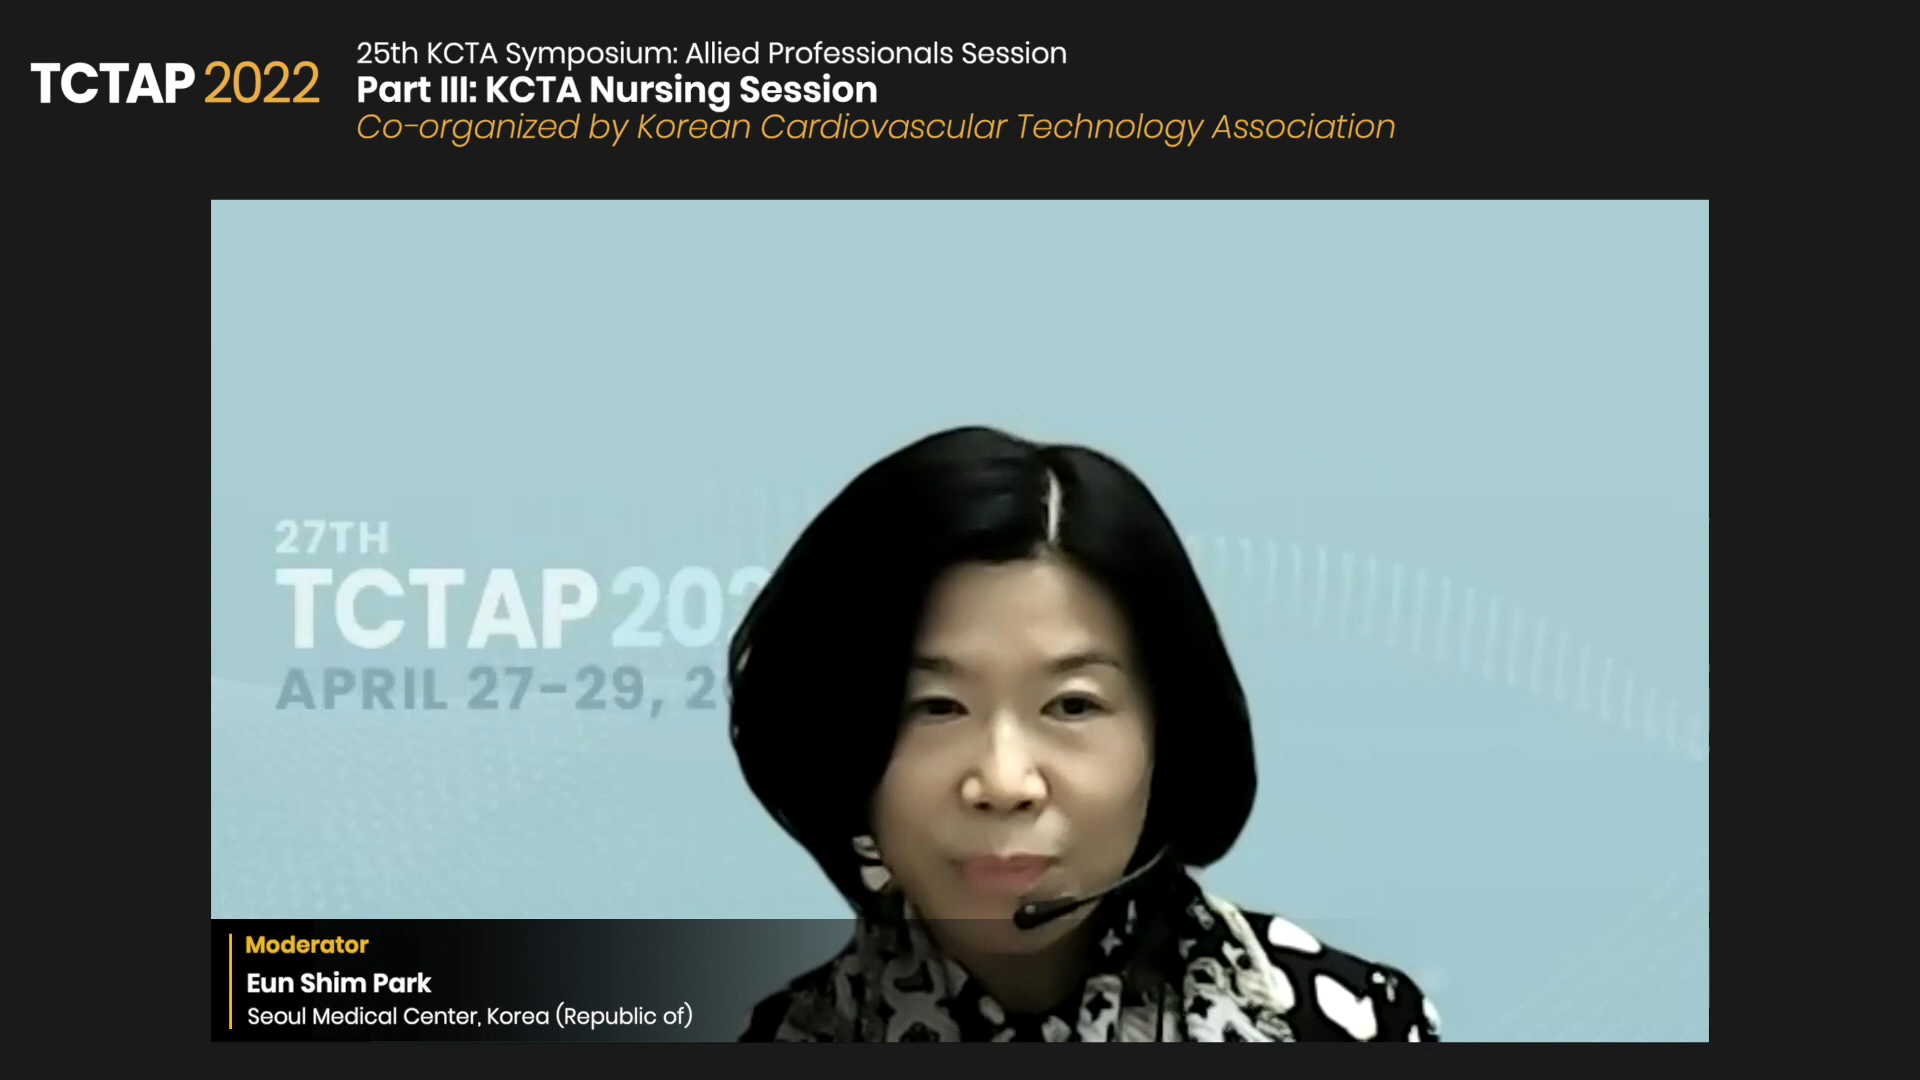 TCTAP 2022
25th KCTA Symposium: Allied Professionals Session
Part III: KCTA Nursing Session
Co-organized by Korean Cardiovascular Technology Association
27TH
TCTAP 202
APRIL 27-29, 2
Moderator
Eun Shim Park
Seoul Medical Center, Korea (Republic of)